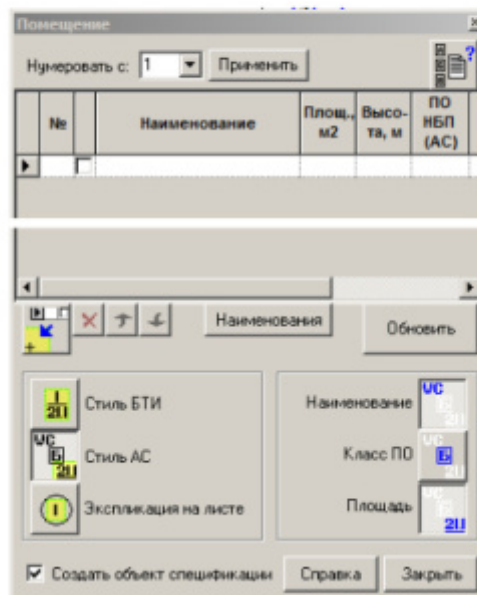 Помещение
Нумеровать с: 1 Применить
№ Наименование Площ., м2 Высо-та, м ПО НБП (АС)
Наименования Обновить
Стиль БТИ Наименование
Стиль АС Класс ПО
Экспликация на листе Площадь
Создать объект спецификации Справка Закрыть